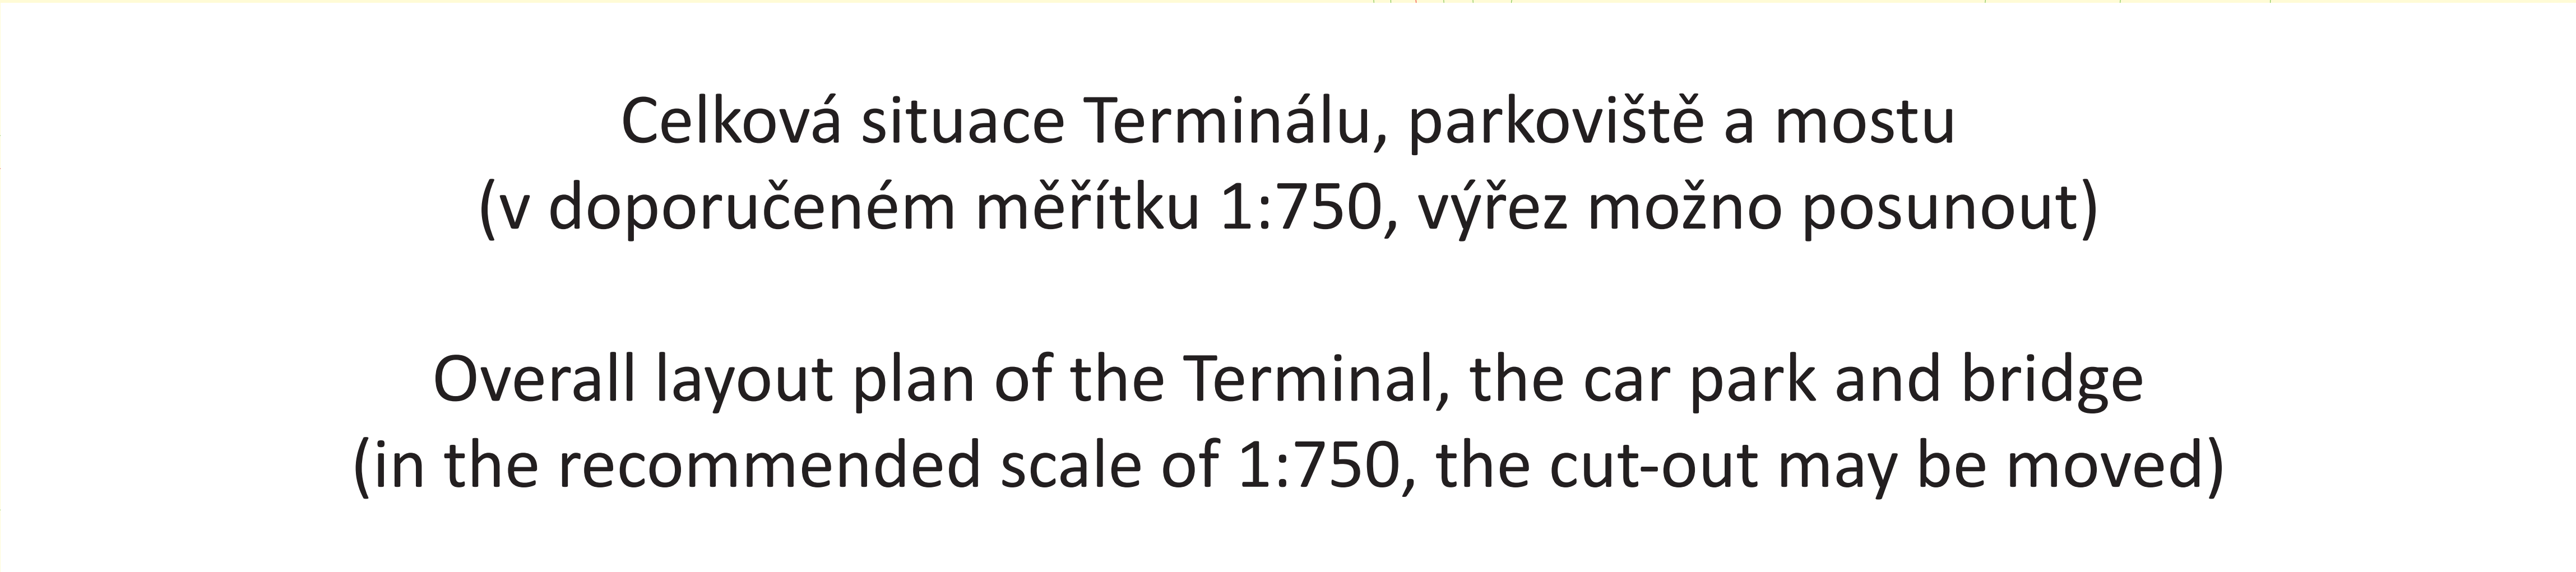 Celková situace Terminálu, parkoviště a mostu
(v doporučeném měřítku 1:750, výřez možno posunout)
Overall layout plan of the Terminal, the car park and bridge
(in the recommended scale of 1:750, the cut-out may be moved)